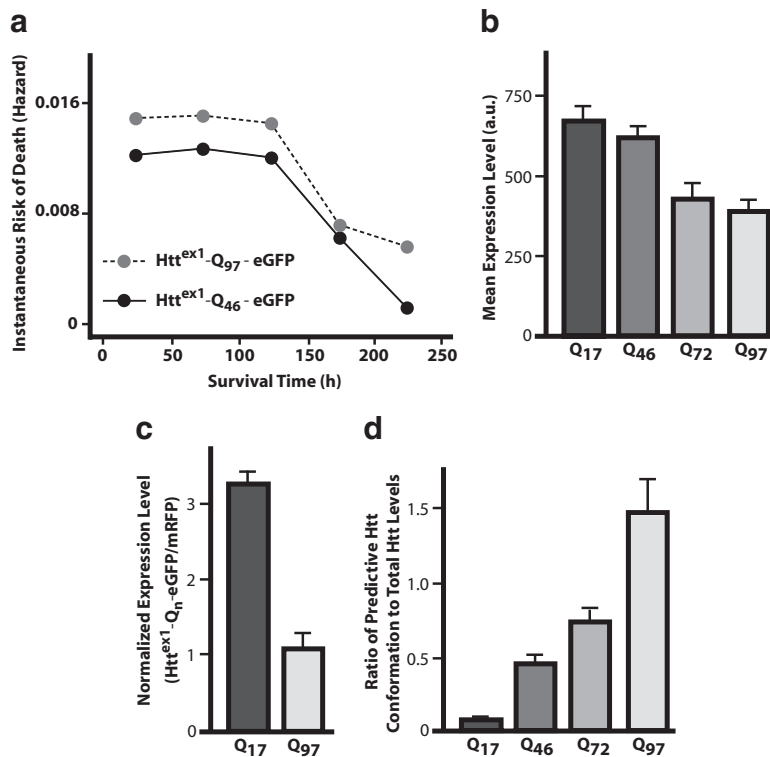 a
Instantaneous Risk of Death (Hazard)
0.016
0.008
0
Htt^ex1-Q97 - eGFP
Htt^ex1-Q46 - eGFP
0 50 100 150 200 250
Survival Time (h)
b
Mean Expression Level (a.u.)
750
500
250
0
Q17 Q46 Q72 Q97
c
Normalized Expression Level
(Htt^ex1-Qn-eGFP/mRFP)
3
2
1
0
Q17 Q97
d
Ratio of Predictive Htt
Conformation to Total Htt Levels
1.5
1.0
0.5
0
Q17 Q46 Q72 Q97